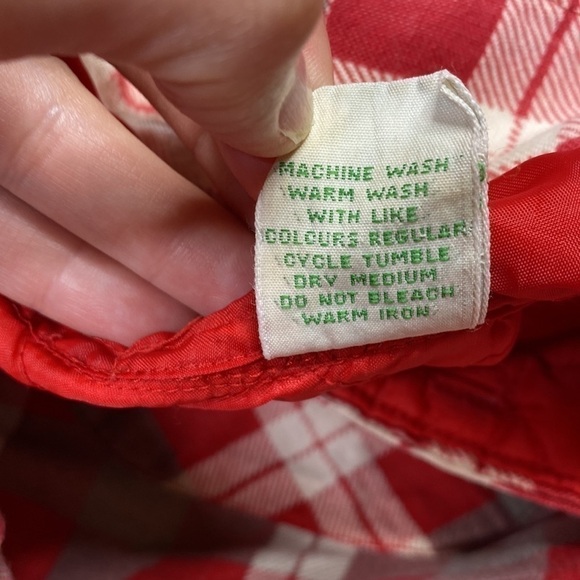 MACHINE WASH
WARM WASH
WITH LIKE
COLOURS REGULAR
CYCLE TUMBLE
DRY MEDIUM
DO NOT BLEACH
WARM IRON